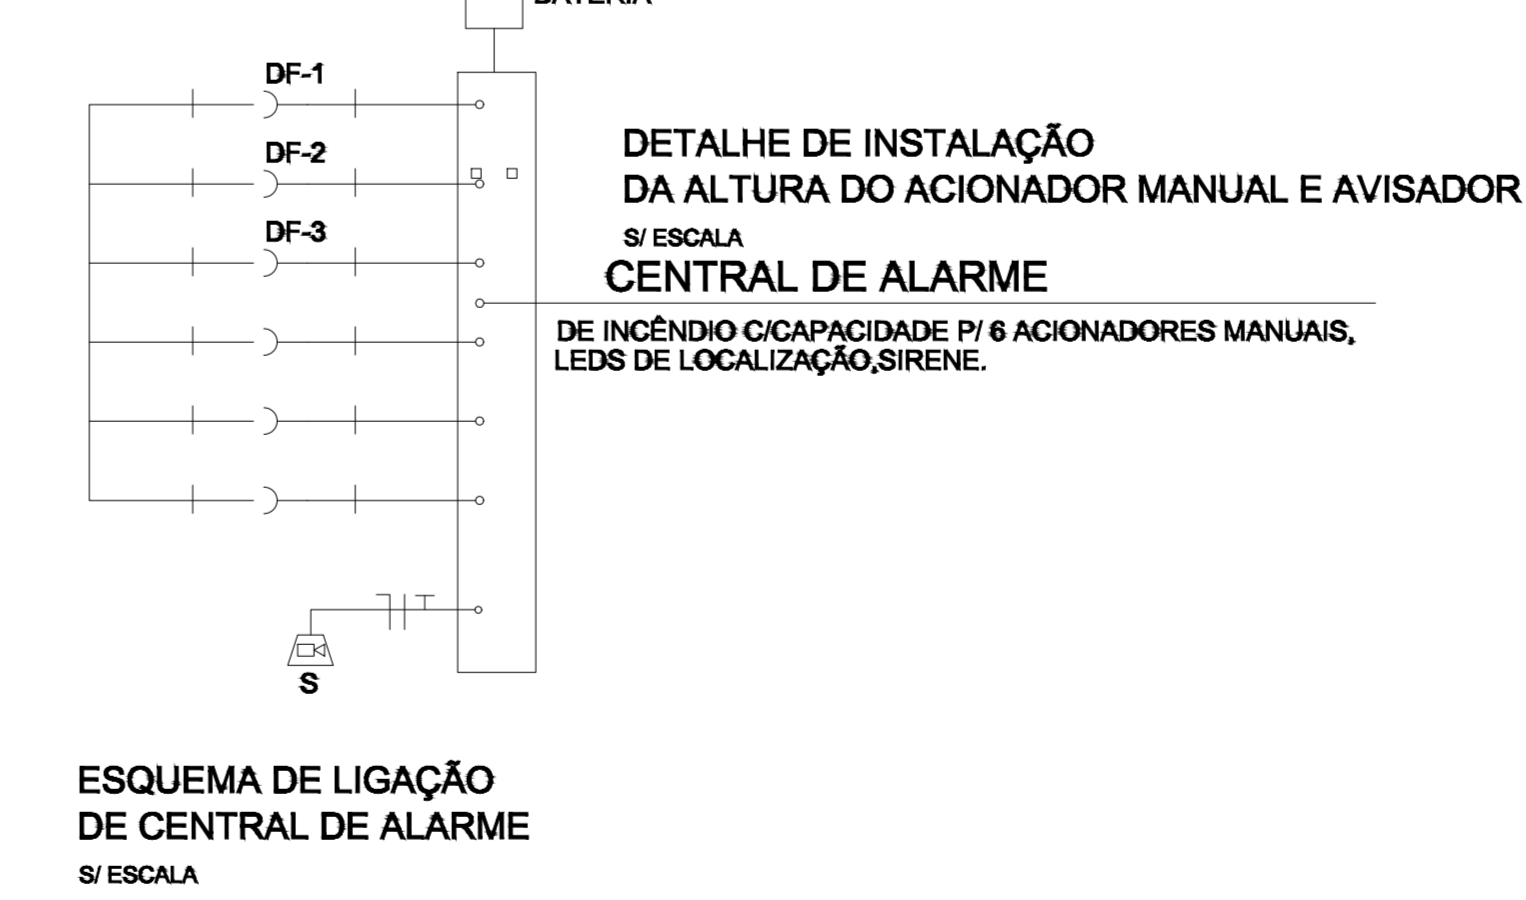 BATERIA
DF-1
DF-2
DF-3
DETALHE DE INSTALAÇÃO
DA ALTURA DO ACIONADOR MANUAL E AVISADOR
S/ ESCALA
CENTRAL DE ALARME
DE INCÊNDIO C/CAPACIDADE P/ 6 ACIONADORES MANUAIS,
LEDS DE LOCALIZAÇÃO,SIRENE.
S
ESQUEMA DE LIGAÇÃO
DE CENTRAL DE ALARME
S/ ESCALA